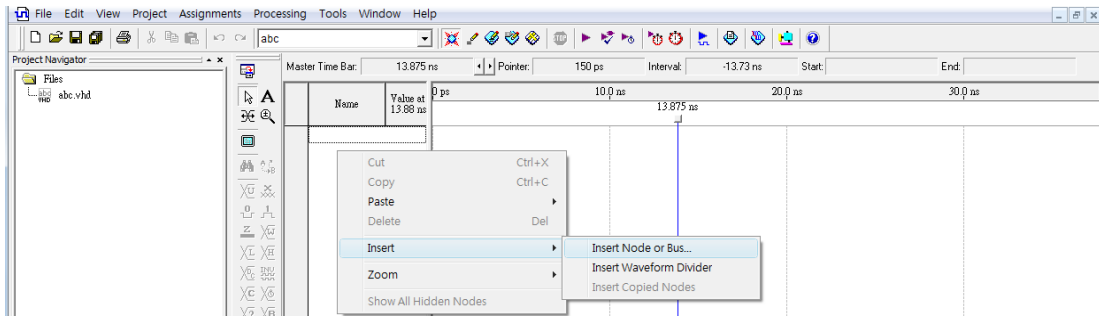 File Edit View Project Assignments Processing Tools Window Help
abc
Project Navigator
Files
abc.vhd
Master Time Bar: 13.875 ns Pointer: 150 ps Interval: -13.73 ns Start: End:
Name
Value at
13.88 ns
0 ps 10.0 ns 20.0 ns 30.0 ns
13.875 ns
Cut Ctrl+X
Copy Ctrl+C
Paste
Delete Del
Insert
Zoom
Show All Hidden Nodes
Insert Node or Bus...
Insert Waveform Divider
Insert Copied Nodes